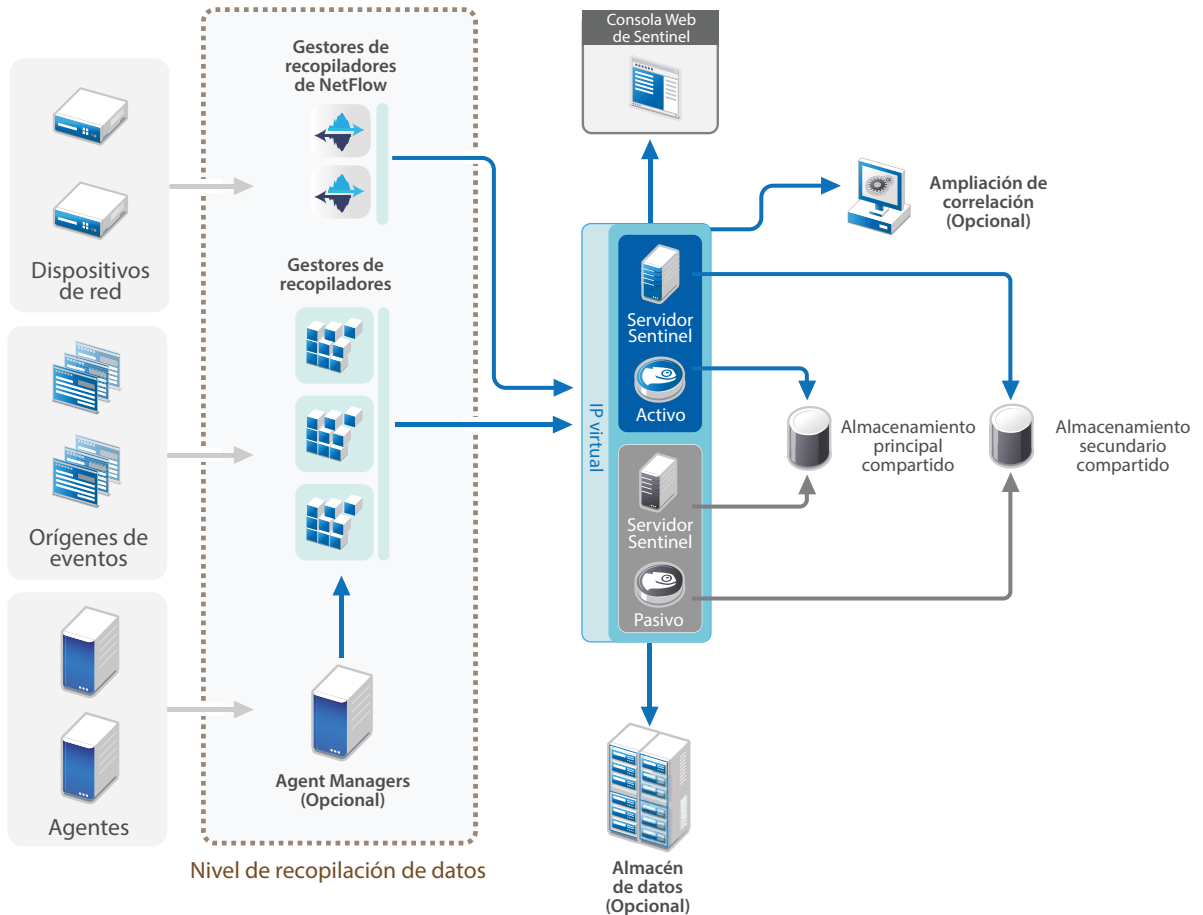 Gestores de
recopiladores
de NetFlow
Dispositivos
de red
Gestores de
recopiladores
Orígenes de
eventos
Agentes
Agent Managers
(Opcional)
Nivel de recopilación de datos
Consola Web
de Sentinel
Ampliación de
correlación
(Opcional)
IP virtual
Servidor
Sentinel
Activo
Servidor
Sentinel
Pasivo
Almacenamiento
principal
compartido
Almacenamiento
secundario
compartido
Almacén
de datos
(Opcional)